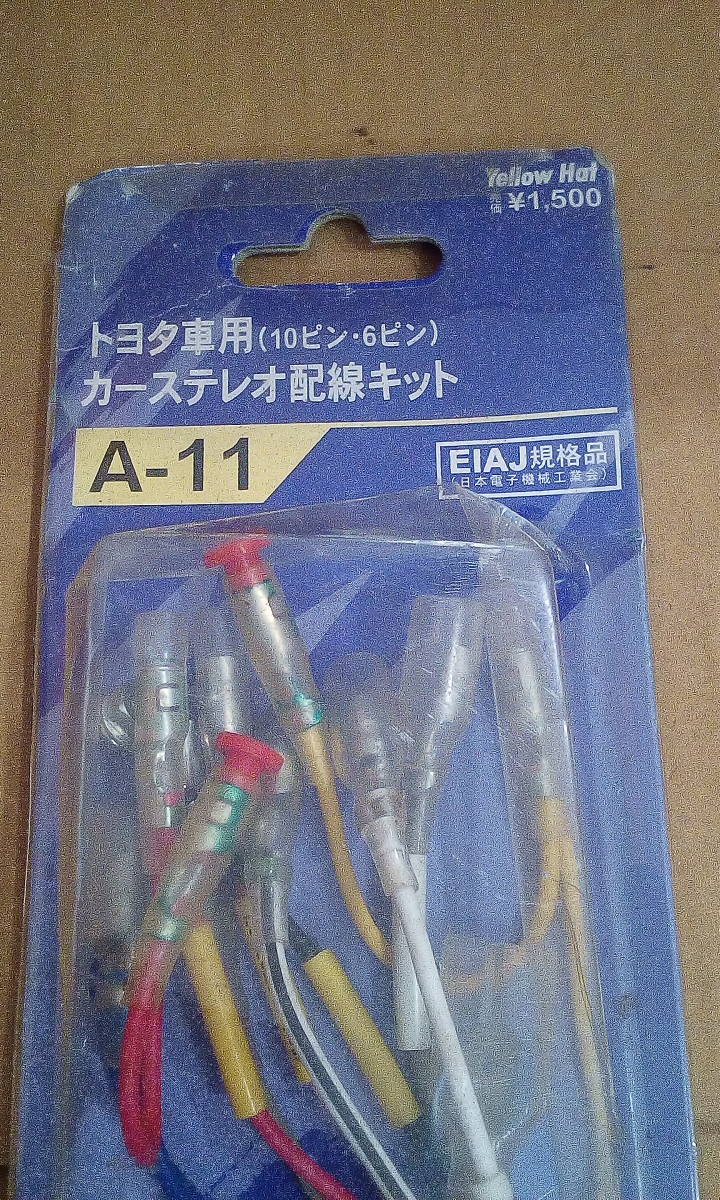 Yellow Hat
売価 ¥1,500
トヨタ車用(10ピン・6ピン)
カーステレオ配線キット
A-11
EIAJ規格品
(日本電子機械工業会)